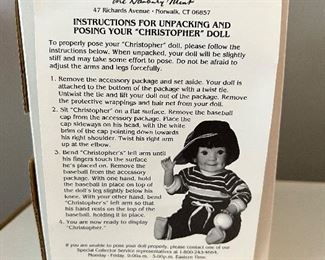 The Danbury Mint
47 Richards Avenue · Norwalk, CT 06857
INSTRUCTIONS FOR UNPACKING AND
POSING YOUR "CHRISTOPHER" DOLL
To properly pose your "Christopher" doll, please follow the
instructions below. When unpacked, your doll will be slightly
stiff and may take some effort to pose. Do not be afraid to
adjust the arms and legs forcefully.
1. Remove the accessory package and set aside. Your doll is
attached to the bottom of the package with a twist tie.
Untwist the tie and lift your doll out of the package. Remove
the protective wrappings and hair net from your doll.
2. Sit "Christopher" on a flat surface. Remove the baseball
cap from the accessory package. Place the
cap sideways on his head, with the white
brim of the cap pointing down towards
his right shoulder. Twist his right arm
up at the elbow.
3. Bend "Christopher's" left arm until
his fingers touch the surface
he's placed on. Remove the
baseball from the accessory
package. With one hand, hold
the baseball in place on top of
the doll's leg slightly below his
knee. With your other hand, bend
"Christopher's" left arm so that
his hand rests on the top of the
baseball, holding it in place.
4. You are now ready to display
"Christopher."
If you are unable to pose your doll properly, please contact one of our
Special Collector Service representatives at 1-800-243-4664,
Monday - Friday, 9:00a.m. - 5:00p.m. Eastern Time.